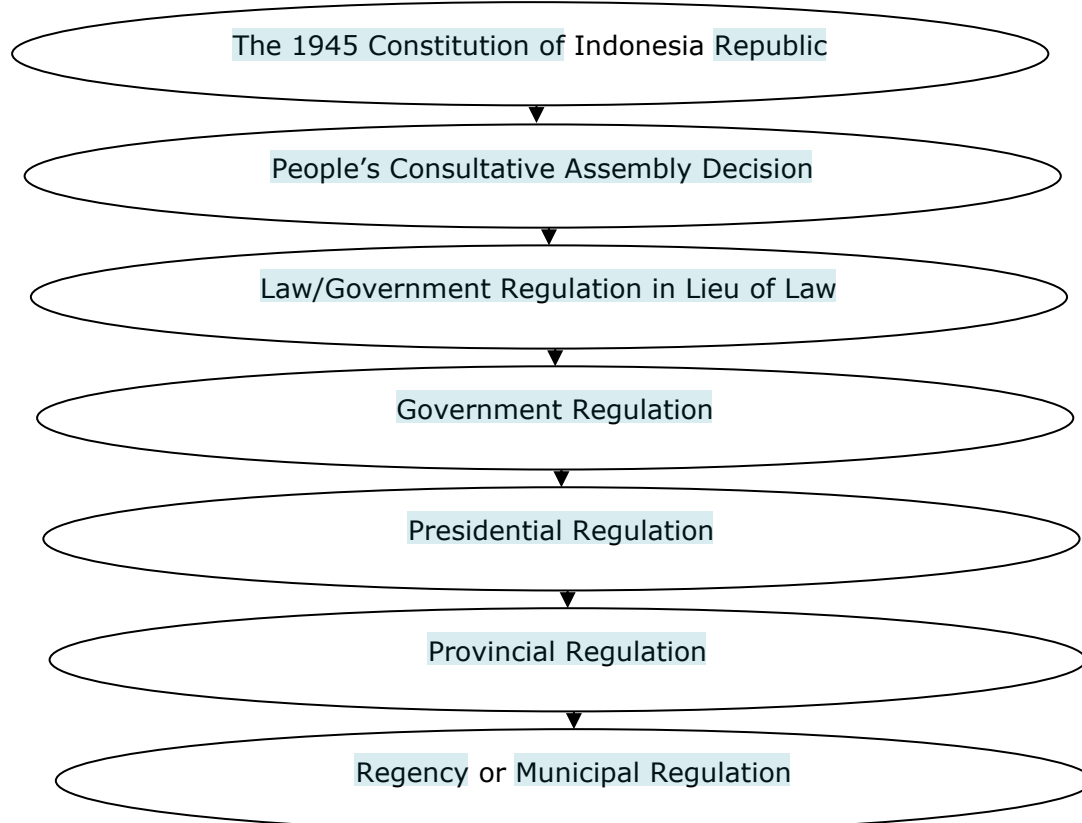 The 1945 Constitution of Indonesia Republic
People’s Consultative Assembly Decision
Law/Government Regulation in Lieu of Law
Government Regulation
Presidential Regulation
Provincial Regulation
Regency or Municipal Regulation